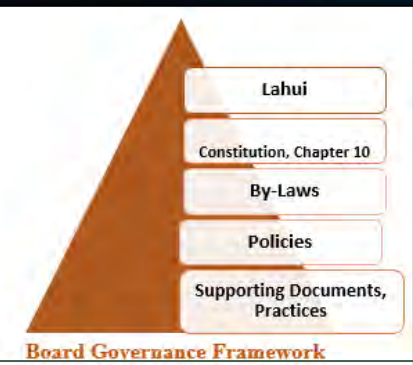 Lahui
Constitution, Chapter 10
By-Laws
Policies
Supporting Documents,
Practices
Board Governance Framework